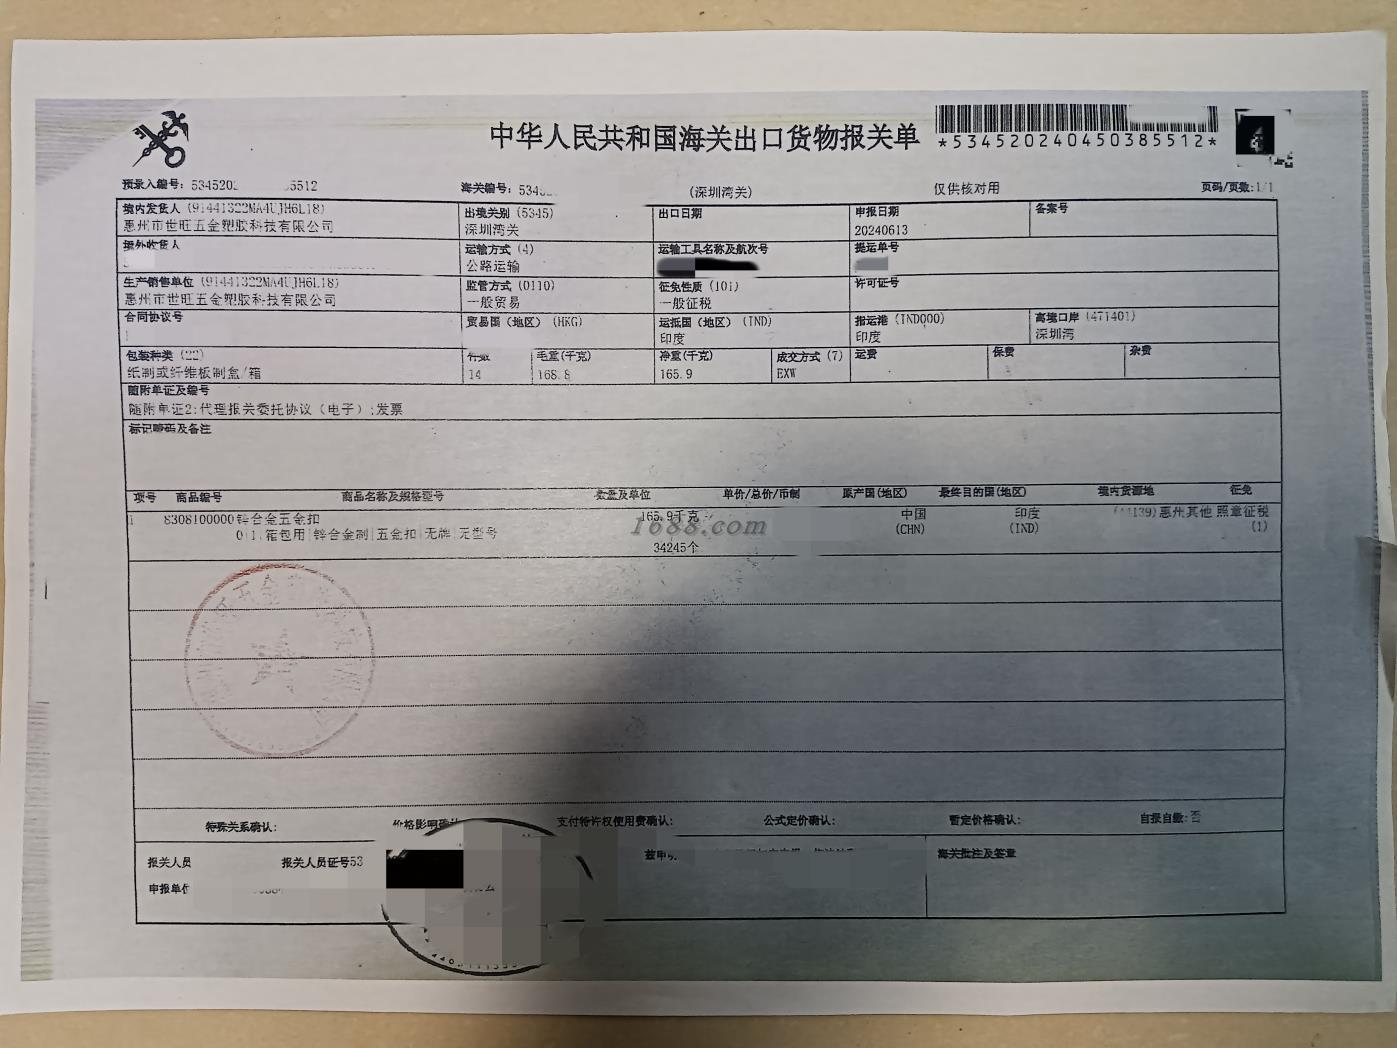 中华人民共和国海关出口货物报关单
*534520240450385512*
预录入编号: 534520 5512 海关编号: 534 (深圳湾关) 仅供核对用 页码/页数:1/1
境内发货人 (91441322MA4UJH6L18) 出境关别 (5345) 出口日期 申报日期 备案号
惠州市世旺五金塑胶科技有限公司 深圳湾关 20240613
境外收货人 运输方式 (4) 运输工具名称及航次号 提运单号
公路运输
生产销售单位 (91441322MA4UJH6L18) 监管方式 (0110) 征免性质 (101) 许可证号
惠州市世旺五金塑胶科技有限公司 一般贸易 一般征税
合同协议号 贸易国 (地区) (HKG) 运抵国 (地区) (IND) 指运港 (IND000) 离境口岸 (471401)
印度 印度 深圳湾
包装种类 (22) 件数 毛重(千克) 净重(千克) 成交方式 (7) 运费 保费 杂费
纸制或纤维板制盒/箱 14 168.8 165.9 EXW
随附单证及编号
随附单证2:代理报关委托协议 (电子);发票
标记唛码及备注
项号 商品编号 商品名称及规格型号 数量及单位 单价/总价/币制 原产国(地区) 最终目的国(地区) 境内货源地 征免
1 8308100000 锌合金五金扣 165.9千克 中国 印度 惠州其他 照章征税
0|1|箱包用|锌合金制|五金扣|无牌|无型号 (CHN) (IND) (1)
1688.com
34245个
特殊关系确认: 价格影响确认 支付特许权使用费确认: 公式定价确认: 暂定价格确认: 自报自缴:否
报关人员 报关人员证号53 兹申 海关批注及签章
申报单位